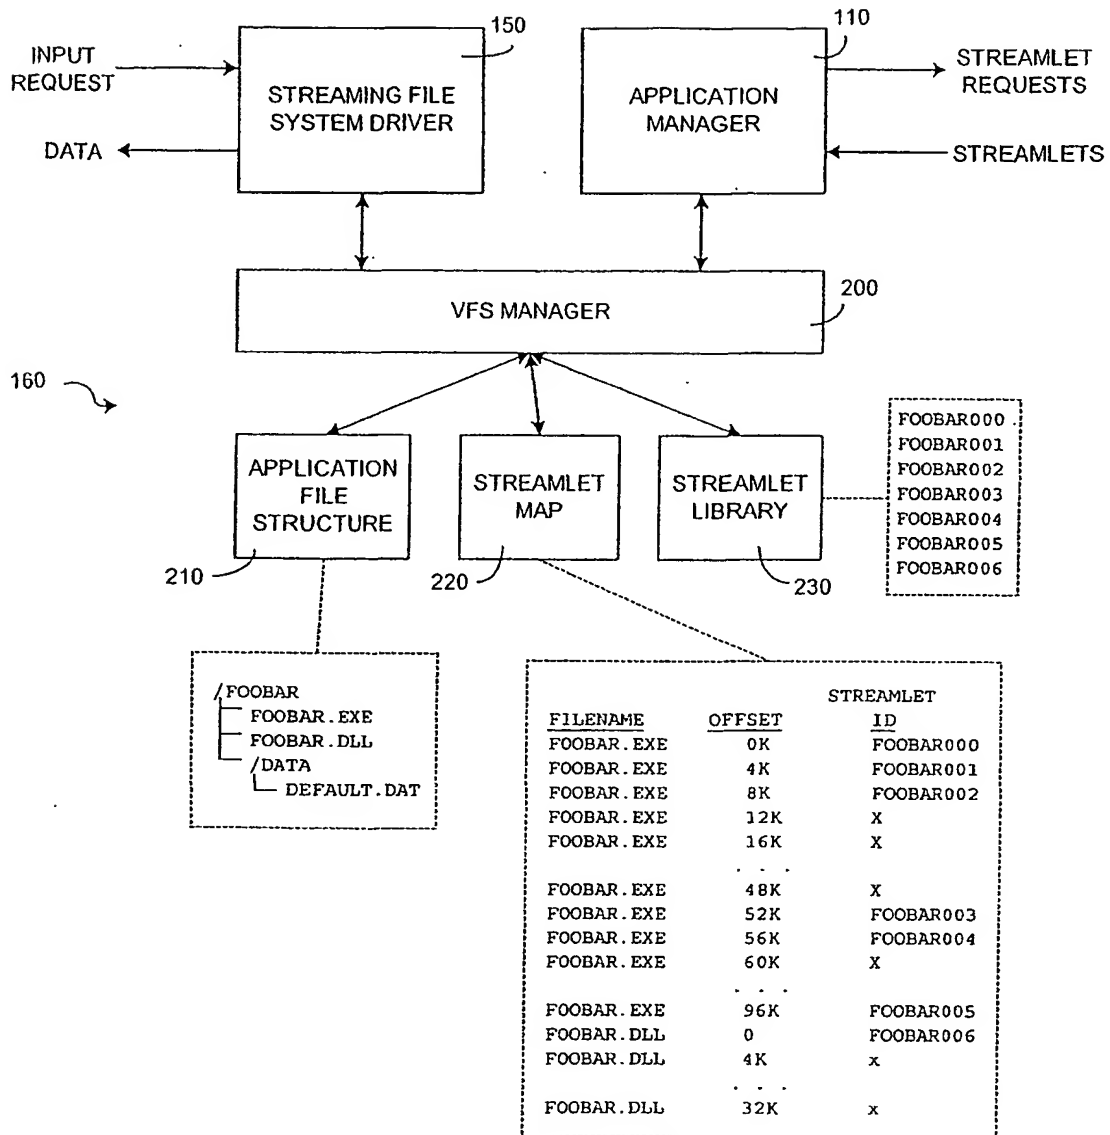 150
110
INPUT
REQUEST
STREAMING FILE
SYSTEM DRIVER
DATA
APPLICATION
MANAGER
STREAMLET
REQUESTS
STREAMLETS
VFS MANAGER
200
160
APPLICATION
FILE
STRUCTURE
210
STREAMLET
MAP
220
STREAMLET
LIBRARY
230
FOOBAR000
FOOBAR001
FOOBAR002
FOOBAR003
FOOBAR004
FOOBAR005
FOOBAR006
/FOOBAR
FOOBAR.EXE
FOOBAR.DLL
/DATA
DEFAULT.DAT
STREAMLET
FILENAME OFFSET ID
FOOBAR.EXE 0K FOOBAR000
FOOBAR.EXE 4K FOOBAR001
FOOBAR.EXE 8K FOOBAR002
FOOBAR.EXE 12K X
FOOBAR.EXE 16K X
. . .
FOOBAR.EXE 48K X
FOOBAR.EXE 52K FOOBAR003
FOOBAR.EXE 56K FOOBAR004
FOOBAR.EXE 60K X
. . .
FOOBAR.EXE 96K FOOBAR005
FOOBAR.DLL 0 FOOBAR006
FOOBAR.DLL 4K x
. . .
FOOBAR.DLL 32K x